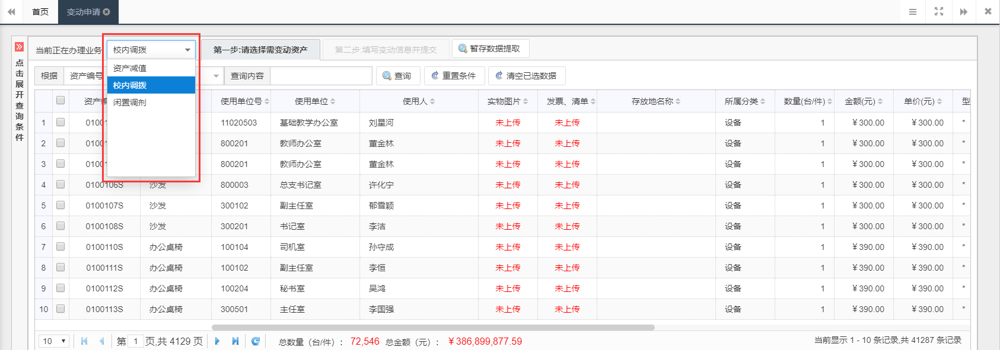 首页
变动申请
点击展开查询条件
当前正在办理业务
校内调拨
第一步:请选择需变动资产
第二步:填写变动信息并提交
暂存数据提取
资产减值
校内调拨
闲置调剂
根据
资产编号
查询内容
查询
重置条件
清空已选数据
使用单位号 使用单位 使用人 实物图片 发票、清单 存放地名称 所属分类 数量(台/件) 金额(元) 单价(元) 型
1 0100 11020503 基础教学办公室 刘星河 未上传 未上传 设备 1 ￥300.00 ￥300.00 *
2 0100 800201 教师办公室 董金林 未上传 未上传 设备 1 ￥300.00 ￥300.00 *
3 0100 800201 教师办公室 董金林 未上传 未上传 设备 1 ￥300.00 ￥300.00 *
4 0100106S 沙发 800003 总支书记室 许化宁 未上传 未上传 设备 1 ￥300.00 ￥300.00 *
5 0100107S 沙发 300102 副主任室 郁雪颖 未上传 未上传 设备 1 ￥300.00 ￥300.00 *
6 0100108S 沙发 300201 书记室 李洁 未上传 未上传 设备 1 ￥300.00 ￥300.00 *
7 0100110S 办公桌椅 100104 司机室 孙守成 未上传 未上传 设备 1 ￥390.00 ￥390.00 *
8 0100111S 办公桌椅 100102 副主任室 李恒 未上传 未上传 设备 1 ￥390.00 ￥390.00 *
9 0100112S 办公桌椅 100204 秘书室 吴鸿 未上传 未上传 设备 1 ￥390.00 ￥390.00 *
10 0100113S 办公桌椅 300501 主任室 李国强 未上传 未上传 设备 1 ￥390.00 ￥390.00 *
10 第 1 页,共 4129 页 总数量（台/件）： 72,546 总金额（元）： ￥386,899,877.59 当前显示 1 - 10 条记录,共 41287 条记录